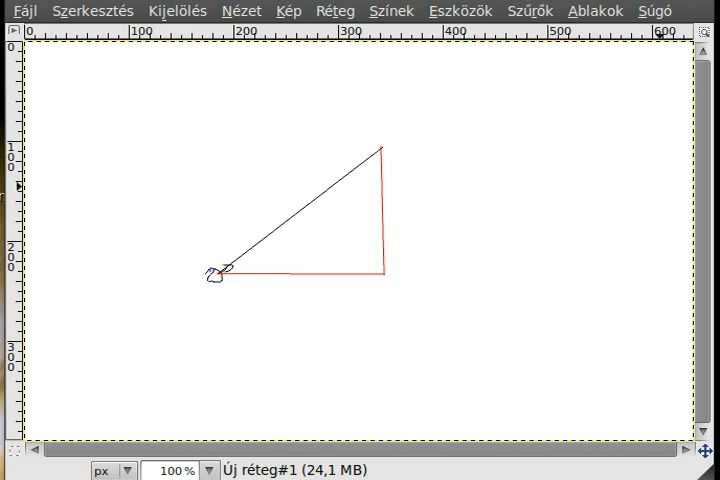 Fájl Szerkesztés Kijelölés Nézet Kép Réteg Színek Eszközök Szűrők Ablakok Súgó
0 100 200 300 400 500 600
0
100
200
300
px 100 % Új réteg#1 (24,1 MB)